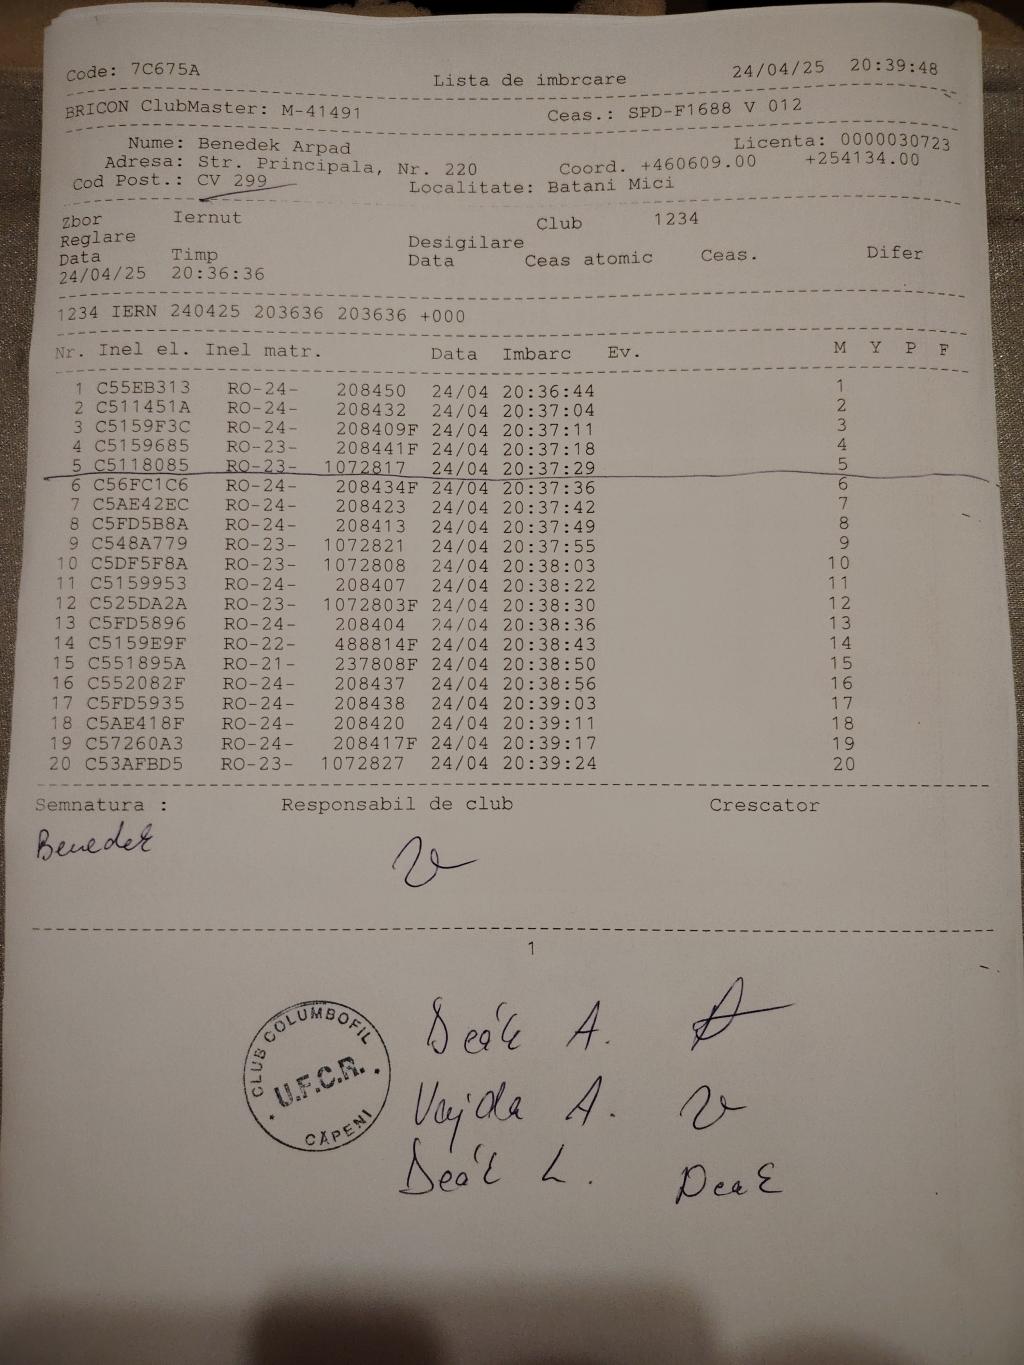 Code: 7C675A Lista de imbrcare 24/04/25 20:39:48
BRICON ClubMaster: M-41491 Ceas.: SPD-F1688 V 012
Nume: Benedek Arpad Licenta: 0000030723
Adresa: Str. Principala, Nr. 220 Coord. +460609.00 +254134.00
Cod Post.: CV 299 Localitate: Batani Mici
Zbor Iernut Club 1234
Reglare Desigilare
Data Timp Data Ceas atomic Ceas. Difer
24/04/25 20:36:36
1234 IERN 240425 203636 203636 +000
Nr. Inel el. Inel matr. Data Imbarc Ev. M Y P F
1 C55EB313 RO-24- 208450 24/04 20:36:44 1
2 C511451A RO-24- 208432 24/04 20:37:04 2
3 C5159F3C RO-24- 208409F 24/04 20:37:11 3
4 C5159685 RO-23- 208441F 24/04 20:37:18 4
5 C5118085 RO-23- 1072817 24/04 20:37:29 5
6 C56FC1C6 RO-24- 208434F 24/04 20:37:36 6
7 C5AE42EC RO-24- 208423 24/04 20:37:42 7
8 C5FD5B8A RO-24- 208413 24/04 20:37:49 8
9 C548A779 RO-23- 1072821 24/04 20:37:55 9
10 C5DF5F8A RO-23- 1072808 24/04 20:38:03 10
11 C5159953 RO-24- 208407 24/04 20:38:22 11
12 C525DA2A RO-23- 1072803F 24/04 20:38:30 12
13 C5FD5896 RO-24- 208404 24/04 20:38:36 13
14 C5159E9F RO-22- 488814F 24/04 20:38:43 14
15 C551895A RO-21- 237808F 24/04 20:38:50 15
16 C552082F RO-24- 208437 24/04 20:38:56 16
17 C5FD5935 RO-24- 208438 24/04 20:39:03 17
18 C5AE418F RO-24- 208420 24/04 20:39:11 18
19 C57260A3 RO-24- 208417F 24/04 20:39:17 19
20 C53AFBD5 RO-23- 1072827 24/04 20:39:24 20
Semnatura : Responsabil de club Crescator
Benedek
1
CLUB COLUMBOFIL
U.F.C.R.
CĂPENI
Deák A.
Vajda A.
Deák L. Deak